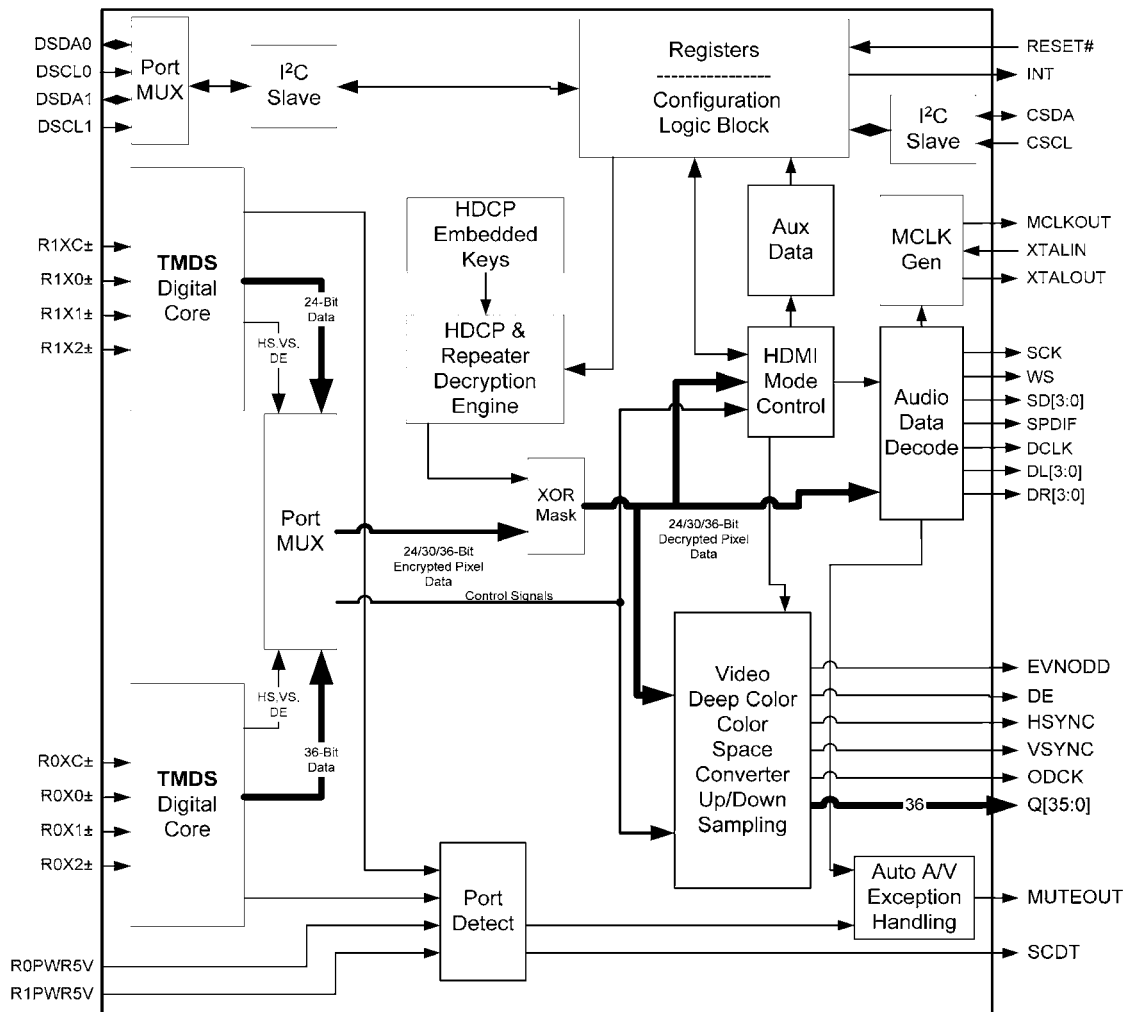 DSDA0
DSCL0
DSDA1
DSCL1
Port
MUX
I²C
Slave
Registers
--------------
Configuration
Logic Block
RESET#
INT
I²C
Slave
CSDA
CSCL
R1XC±
R1X0±
R1X1±
R1X2±
TMDS
Digital
Core
24-Bit
Data
HS,VS,
DE
HDCP
Embedded
Keys
HDCP &
Repeater
Decryption
Engine
Aux
Data
MCLK
Gen
MCLKOUT
XTALIN
XTALOUT
HDMI
Mode
Control
Audio
Data
Decode
SCK
WS
SD[3:0]
SPDIF
DCLK
DL[3:0]
DR[3:0]
Port
MUX
XOR
Mask
24/30/36-Bit
Encrypted Pixel
Data
24/30/36-Bit
Decrypted Pixel
Data
Control Signals
HS,VS,
DE
36-Bit
Data
R0XC±
R0X0±
R0X1±
R0X2±
TMDS
Digital
Core
Video
Deep Color
Color
Space
Converter
Up/Down
Sampling
EVNODD
DE
HSYNC
VSYNC
ODCK
36
Q[35:0]
Port
Detect
Auto A/V
Exception
Handling
MUTEOUT
SCDT
R0PWR5V
R1PWR5V